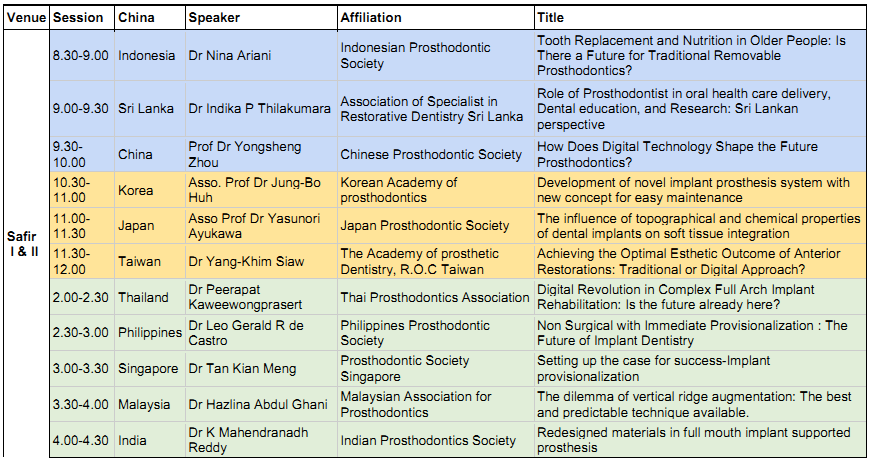 Venue Session China Speaker Affiliation Title
Safir I & II
8.30-9.00 Indonesia Dr Nina Ariani Indonesian Prosthodontic Society Tooth Replacement and Nutrition in Older People: Is There a Future for Traditional Removable Prosthodontics?
9.00-9.30 Sri Lanka Dr Indika P Thilakumara Association of Specialist in Restorative Dentistry Sri Lanka Role of Prosthodontist in oral health care delivery, Dental education, and Research: Sri Lankan perspective
9.30-10.00 China Prof Dr Yongsheng Zhou Chinese Prosthodontic Society How Does Digital Technology Shape the Future Prosthodontics?
10.30-11.00 Korea Asso. Prof Dr Jung-Bo Huh Korean Academy of prosthodontics Development of novel implant prosthesis system with new concept for easy maintenance
11.00-11.30 Japan Asso Prof Dr Yasunori Ayukawa Japan Prosthodontic Society The influence of topographical and chemical properties of dental implants on soft tissue integration
11.30-12.00 Taiwan Dr Yang-Khim Siaw The Academy of prosthetic Dentistry, R.O.C Taiwan Achieving the Optimal Esthetic Outcome of Anterior Restorations: Traditional or Digital Approach?
2.00-2.30 Thailand Dr Peerapat Kaweewongprasert Thai Prosthodontics Association Digital Revolution in Complex Full Arch Implant Rehabilitation: Is the future already here?
2.30-3.00 Philippines Dr Leo Gerald R de Castro Philippines Prosthodontic Society Non Surgical with Immediate Provisionalization : The Future of Implant Dentistry
3.00-3.30 Singapore Dr Tan Kian Meng Prosthodontic Society Singapore Setting up the case for success-Implant provisionalization
3.30-4.00 Malaysia Dr Hazlina Abdul Ghani Malaysian Association for Prosthodontics The dilemma of vertical ridge augmentation: The best and predictable technique available.
4.00-4.30 India Dr K Mahendranadh Reddy Indian Prosthodontics Society Redesigned materials in full mouth implant supported prosthesis